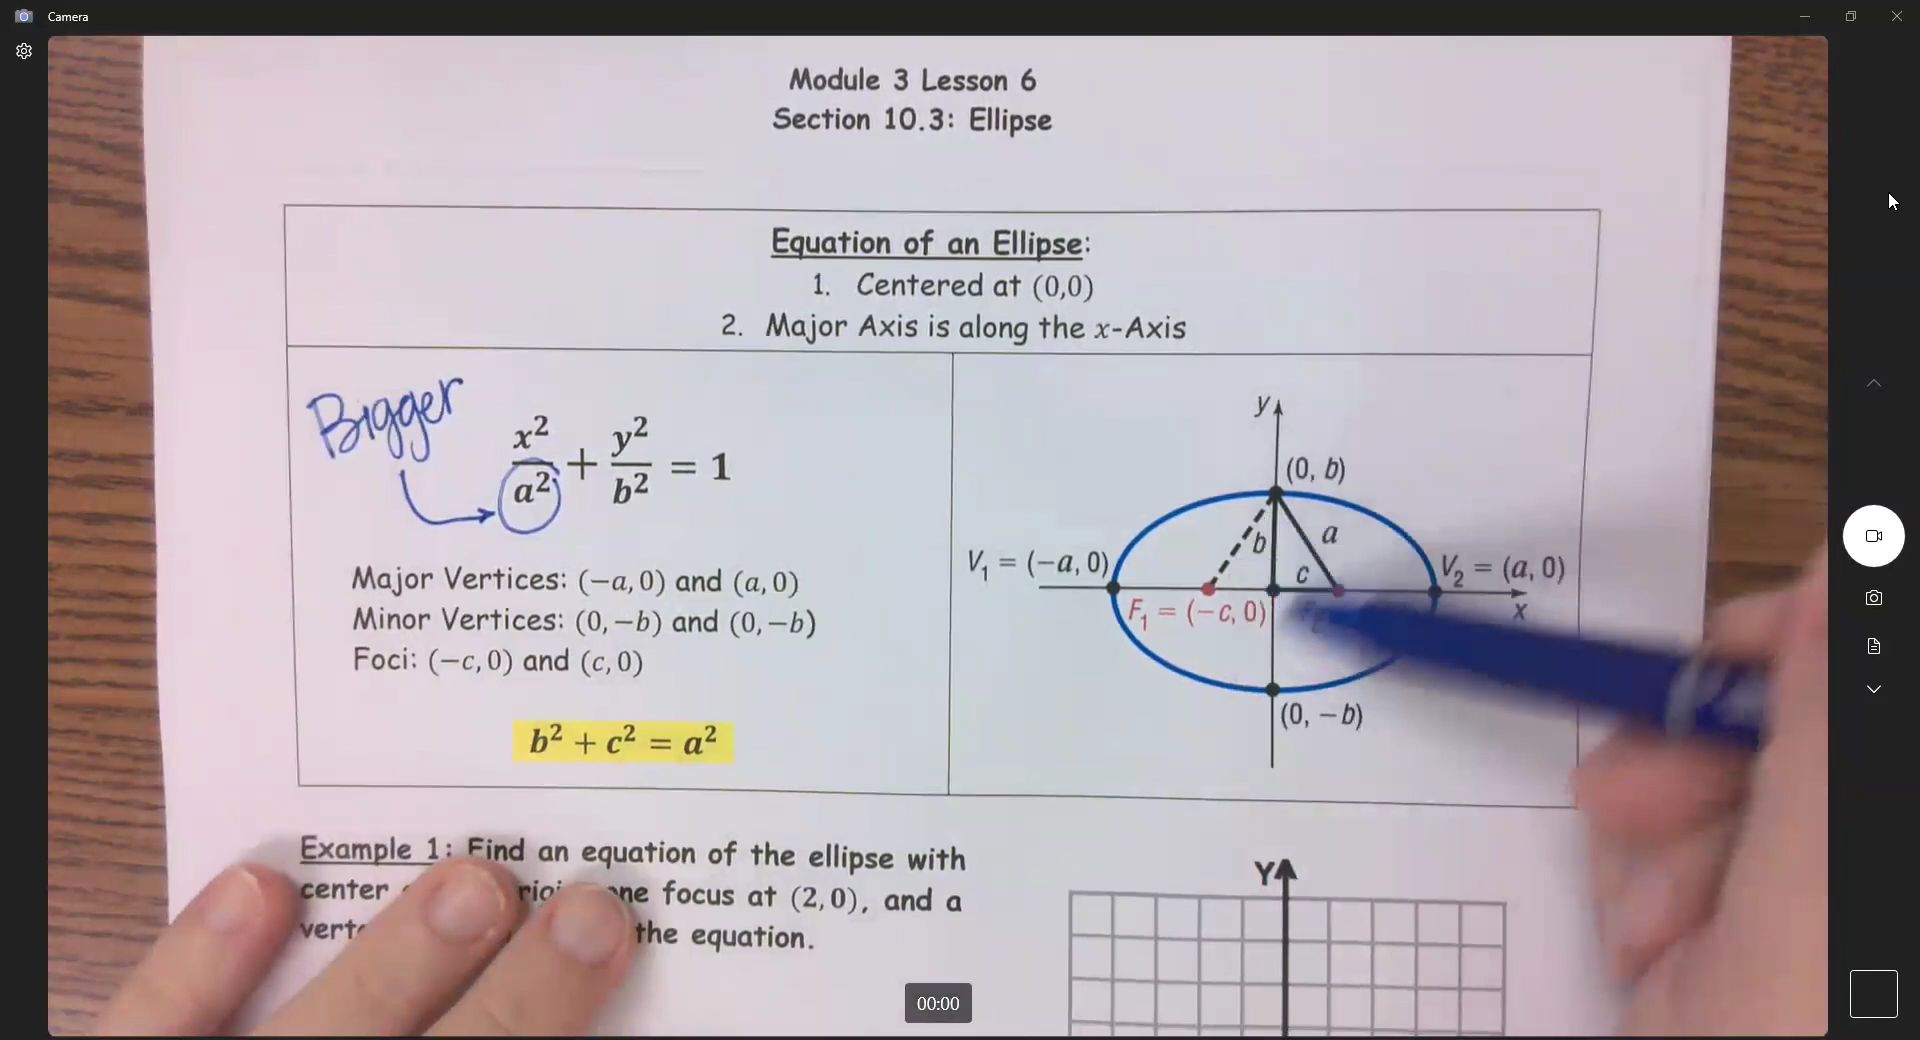 Camera
Module 3 Lesson 6
Section 10.3: Ellipse
Equation of an Ellipse:
1. Centered at (0,0)
2. Major Axis is along the x-Axis
Bigger
x²/a² + y²/b² = 1
Major Vertices: (−a, 0) and (a, 0)
Minor Vertices: (0, −b) and (0, −b)
Foci: (−c, 0) and (c, 0)
b² + c² = a²
y
(0, b)
b
a
c
V₁ = (−a, 0)
V₂ = (a, 0)
F₁ = (−c, 0)
x
(0, −b)
Example 1: Find an equation of the ellipse with
center one focus at (2, 0), and a
the equation.
Y
00:00